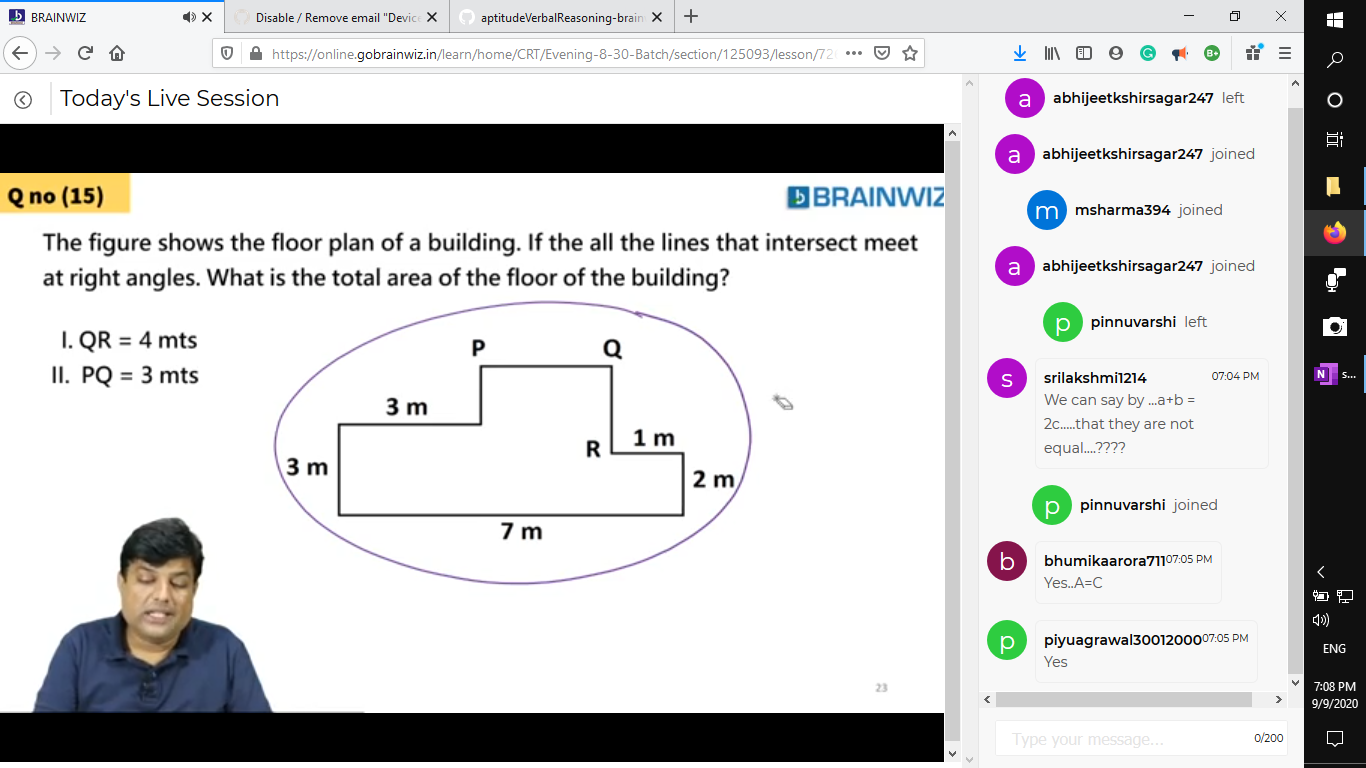 BRAINWIZ
Disable / Remove email "Device
aptitudeVerbalReasoning-brain
https://online.gobrainwiz.in/learn/home/CRT/Evening-8-30-Batch/section/125093/lesson/72
Today's Live Session
Q no (15)
BRAINWIZ
The figure shows the floor plan of a building. If the all the lines that intersect meet
at right angles. What is the total area of the floor of the building?
I. QR = 4 mts
II. PQ = 3 mts
P
Q
3 m
R
1 m
3 m
2 m
7 m
23
a
abhijeetkshirsagar247 left
a
abhijeetkshirsagar247 joined
m
msharma394 joined
a
abhijeetkshirsagar247 joined
p
pinnuvarshi left
s
srilakshmi1214
07:04 PM
We can say by ...a+b =
2c.....that they are not
equal....????
p
pinnuvarshi joined
b
bhumikaarora711
07:05 PM
Yes..A=C
p
piyuagrawal30012000
07:05 PM
Yes
Type your message...
0/200
N
s...
ENG
7:08 PM
9/9/2020